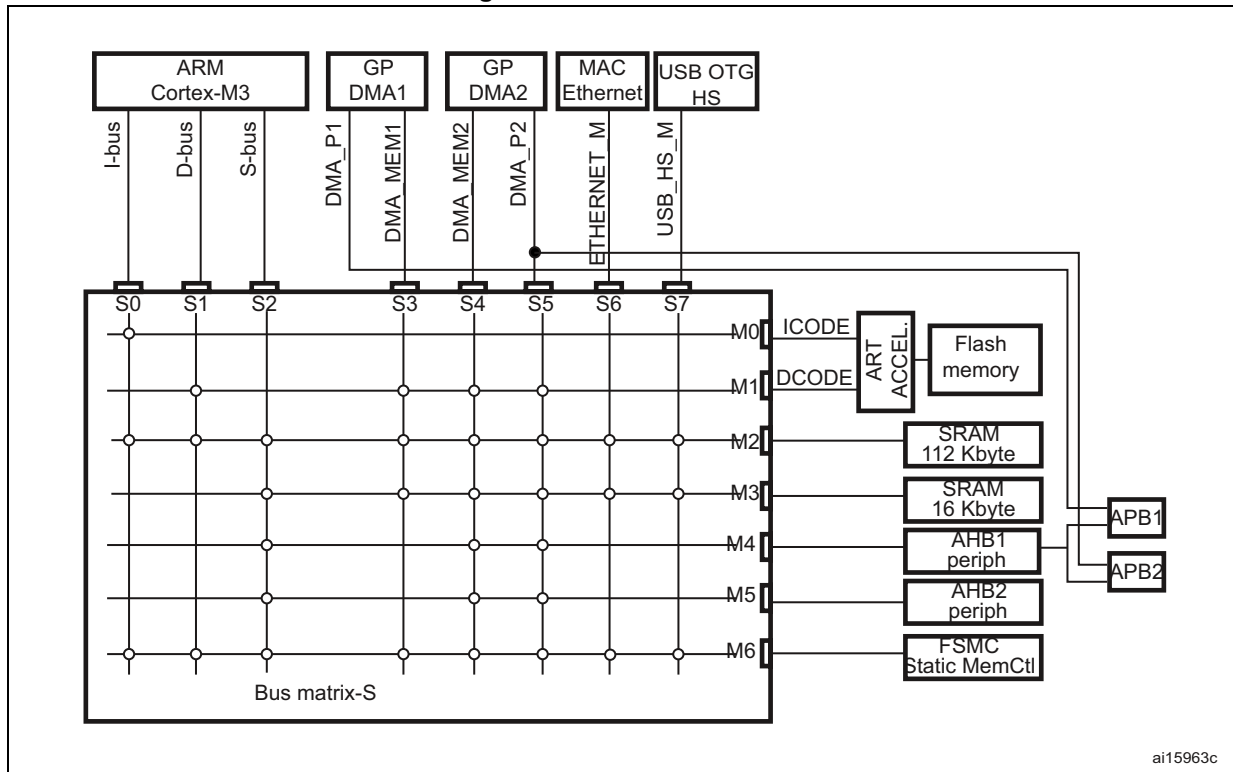 ARM
Cortex-M3
GP
DMA1
GP
DMA2
MAC
Ethernet
USB OTG
HS
I-bus
D-bus
S-bus
DMA_P1
DMA_MEM1
DMA_MEM2
DMA_P2
ETHERNET_M
USB_HS_M
S0 S1 S2 S3 S4 S5 S6 S7
M0
ICODE
M1
DCODE
ART
ACCEL.
Flash
memory
M2
SRAM
112 Kbyte
M3
SRAM
16 Kbyte
APB1
M4
AHB1
periph
APB2
M5
AHB2
periph
M6
FSMC
Static MemCtl
Bus matrix-S
ai15963c